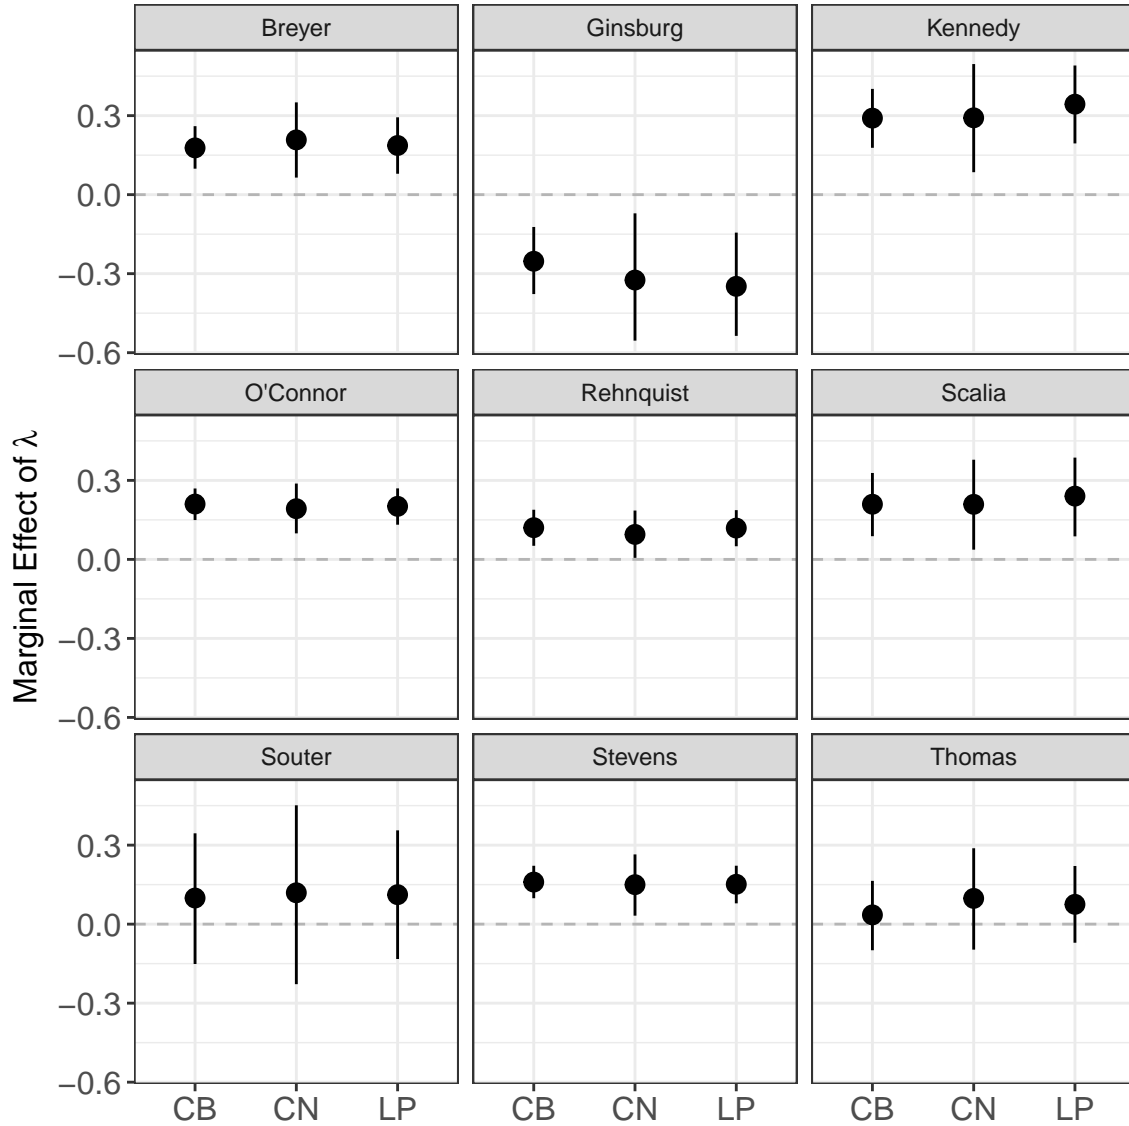 Breyer Ginsburg Kennedy
0.3
0.0
−0.3
−0.6
O'Connor Rehnquist Scalia
0.3
0.0
−0.3
−0.6
Souter Stevens Thomas
0.3
0.0
−0.3
−0.6
CB CN LP CB CN LP CB CN LP
Marginal Effect of λ